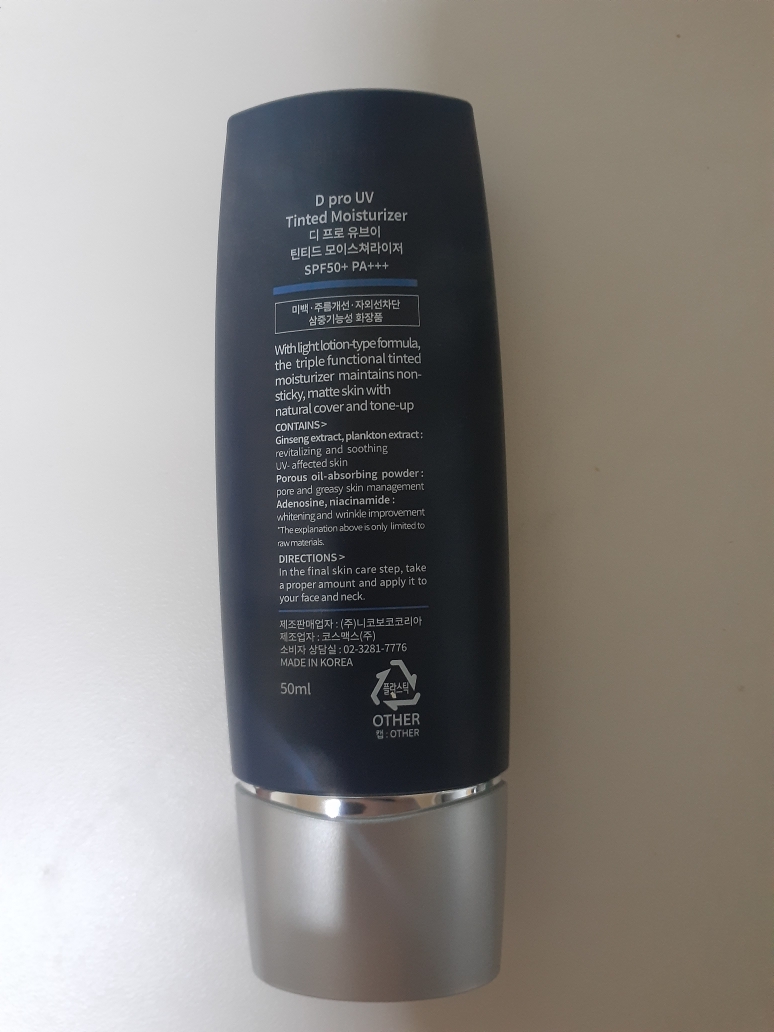 D pro UV
Tinted Moisturizer
디 프로 유브이
틴티드 모이스쳐라이저
SPF50+ PA+++
미백·주름개선·자외선차단
삼중기능성 화장품
With light lotion-type formula,
the triple functional tinted
moisturizer maintains non-
sticky, matte skin with
natural cover and tone-up
CONTAINS>
Ginseng extract, plankton extract :
revitalizing and soothing
UV- affected skin
Porous oil-absorbing powder :
pore and greasy skin management
Adenosine, niacinamide :
whitening and wrinkle improvement
*The explanation above is only limited to
raw materials.
DIRECTIONS >
In the final skin care step, take
a proper amount and apply it to
your face and neck.
제조판매업자 : (주)니코보코코리아
제조업자 : 코스맥스(주)
소비자 상담실 : 02-3281-7776
MADE IN KOREA
50ml
플라스틱
OTHER
캡 : OTHER